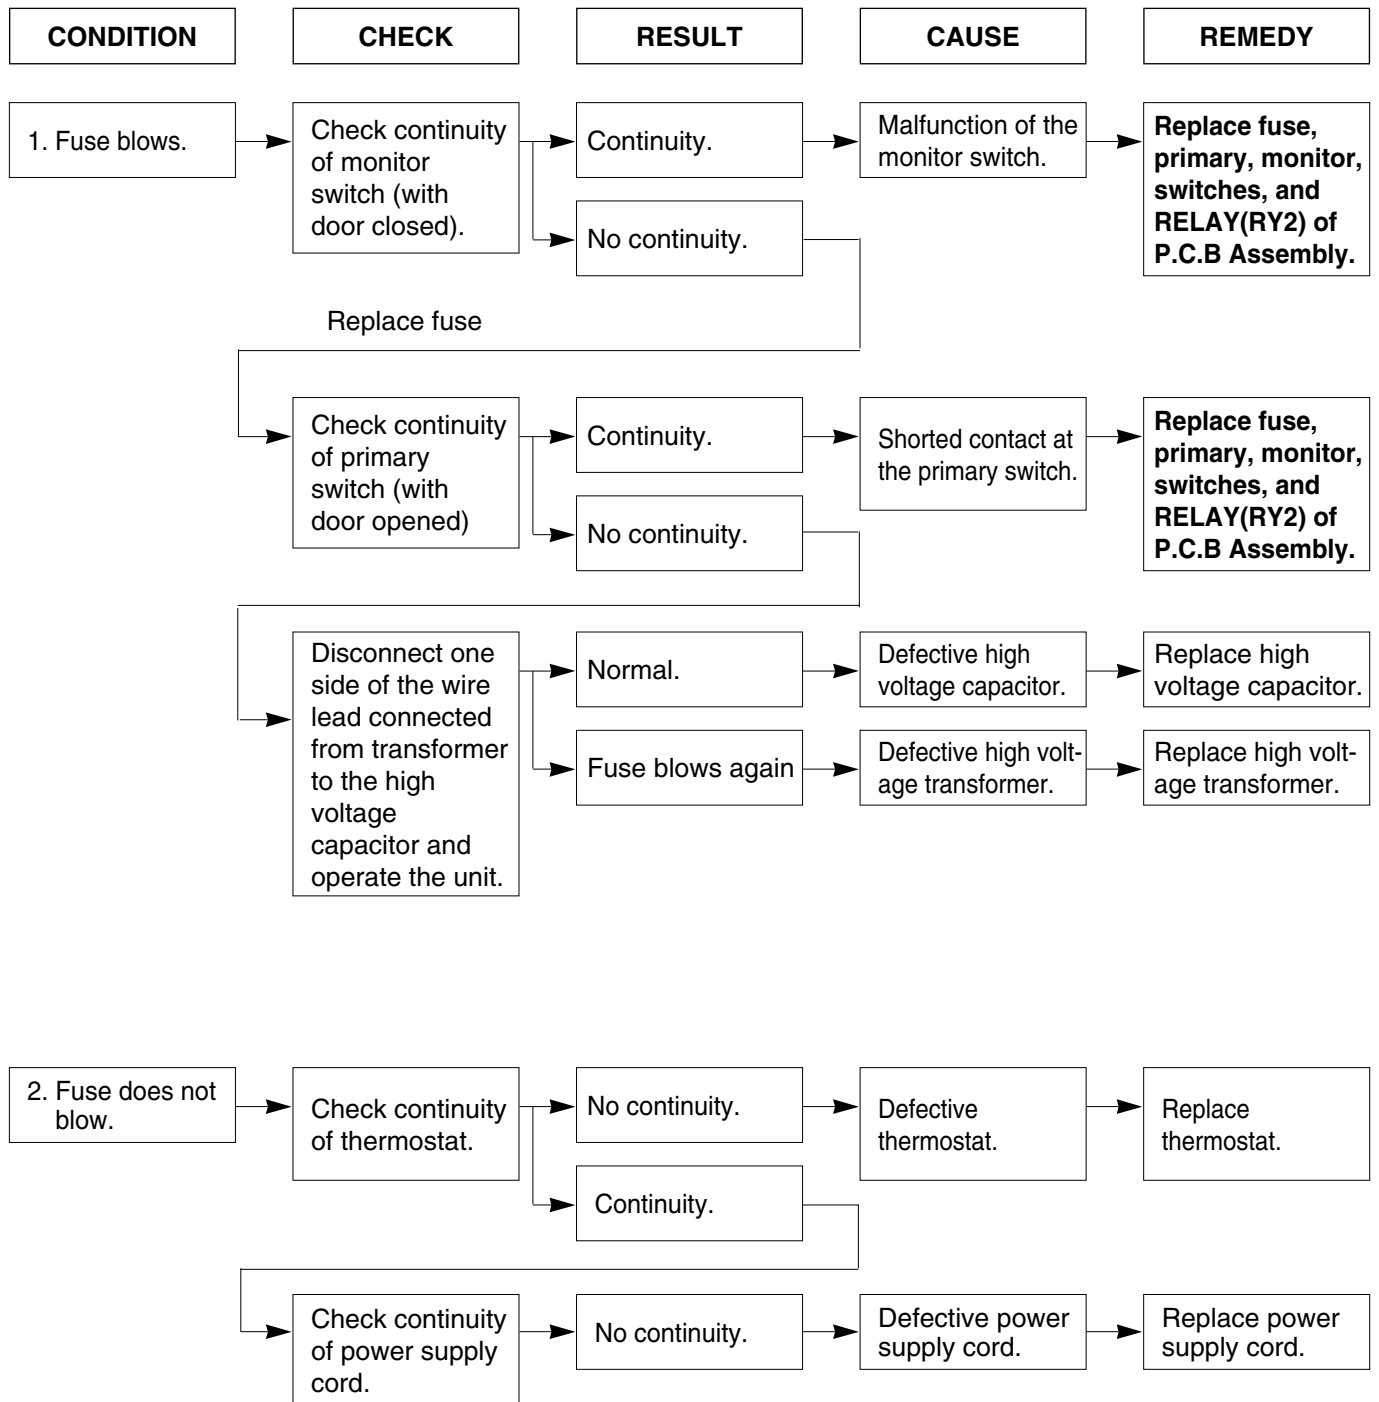 CONDITION
CHECK
RESULT
CAUSE
REMEDY
1. Fuse blows.
Check continuity
of monitor
switch (with
door closed).
Continuity.
Malfunction of the
monitor switch.
Replace fuse,
primary, monitor,
switches, and
RELAY(RY2) of
P.C.B Assembly.
No continuity.
Replace fuse
Check continuity
of primary
switch (with
door opened)
Continuity.
Shorted contact at
the primary switch.
Replace fuse,
primary, monitor,
switches, and
RELAY(RY2) of
P.C.B Assembly.
No continuity.
Disconnect one
side of the wire
lead connected
from transformer
to the high
voltage
capacitor and
operate the unit.
Normal.
Defective high
voltage capacitor.
Replace high
voltage capacitor.
Fuse blows again
Defective high volt-
age transformer.
Replace high volt-
age transformer.
2. Fuse does not
blow.
Check continuity
of thermostat.
No continuity.
Defective
thermostat.
Replace
thermostat.
Continuity.
Check continuity
of power supply
cord.
No continuity.
Defective power
supply cord.
Replace power
supply cord.